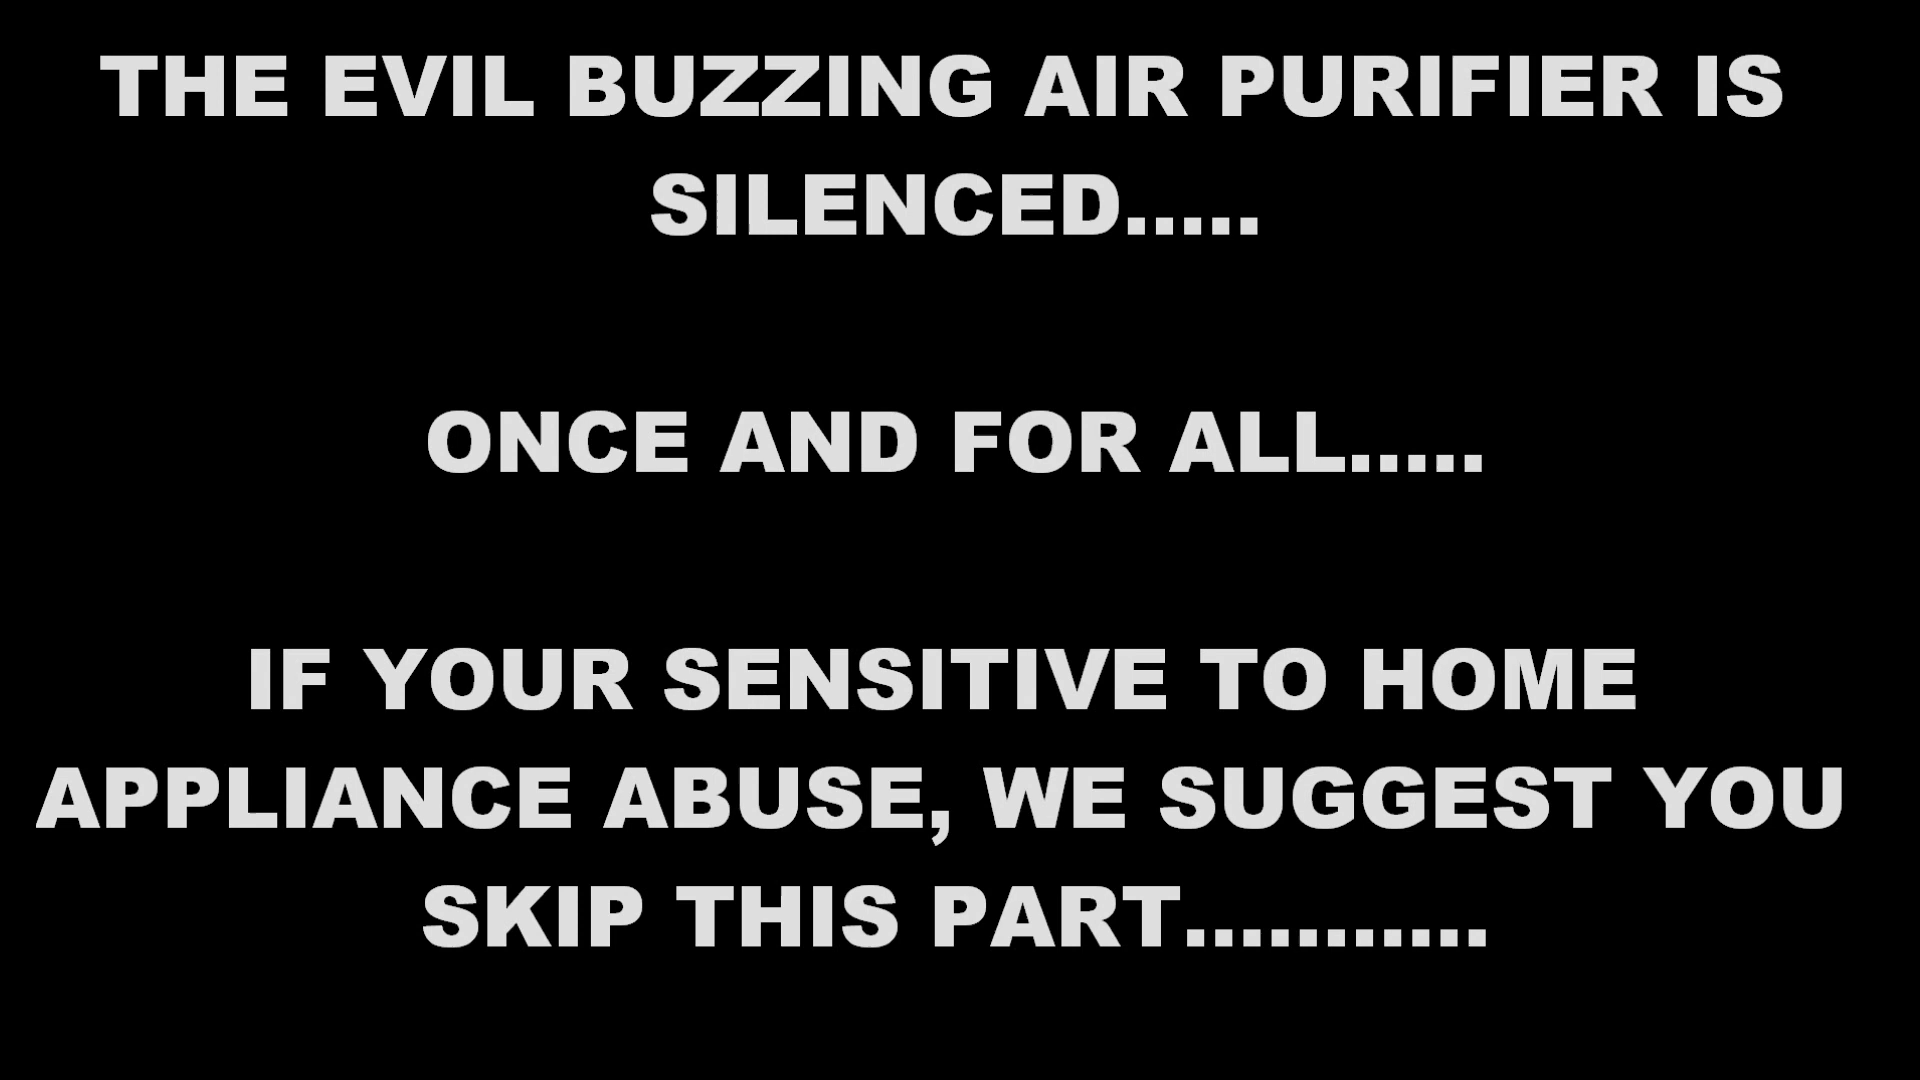 THE EVIL BUZZING AIR PURIFIER IS
SILENCED.....
ONCE AND FOR ALL.....
IF YOUR SENSITIVE TO HOME
APPLIANCE ABUSE, WE SUGGEST YOU
SKIP THIS PART...........